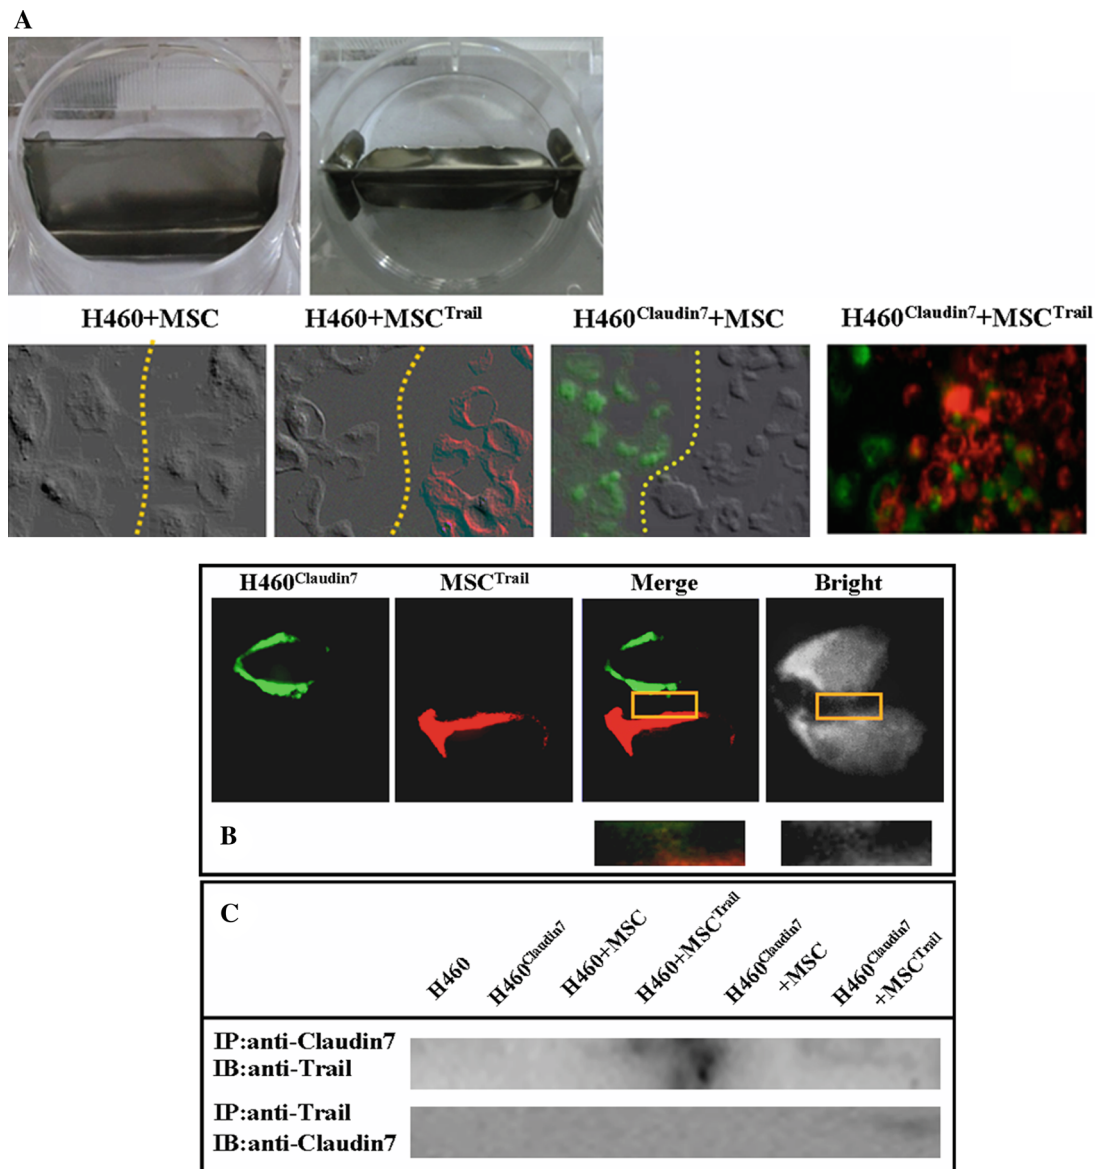 A
H460+MSC
H460+MSCTrail
H460Claudin7+MSC
H460Claudin7+MSCTrail
H460Claudin7
MSCTrail
Merge
Bright
B
C
H460
H460Claudin7
H460+MSC
H460+MSCTrail
H460Claudin7
+MSC
H460Claudin7
+MSCTrail
IP:anti-Claudin7
IB:anti-Trail
IP:anti-Trail
IB:anti-Claudin7